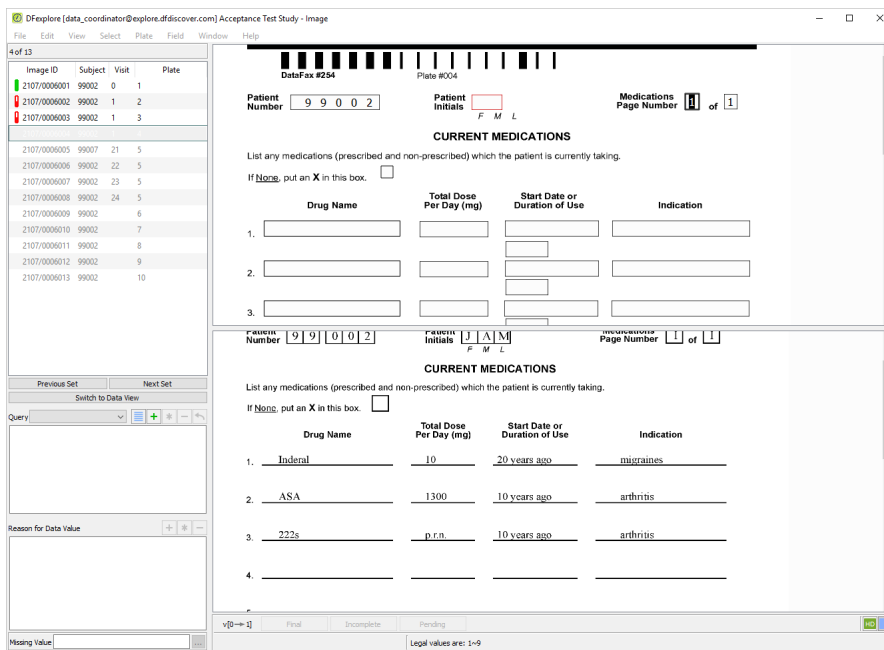 DFexplore [data_coordinator@explore.dfdiscover.com] Acceptance Test Study - Image
File Edit View Select Plate Field Window Help
4 of 13
Image ID Subject Visit Plate
2107/0006001 99002 0 1
2107/0006002 99002 1 2
2107/0006003 99002 1 3
2107/0006005 99007 21 5
2107/0006006 99002 22 5
2107/0006007 99002 23 5
2107/0006008 99002 24 5
2107/0006009 99002 6
2107/0006010 99002 7
2107/0006011 99002 8
2107/0006012 99002 9
2107/0006013 99002 10
Previous Set Next Set
Switch to Data View
Query
Reason for Data Value
Missing Value ...
DataFax #254 Plate #004
Patient Number 9 9 0 0 2 Patient Initials F M L Medications Page Number 1 of 1
CURRENT MEDICATIONS
List any medications (prescribed and non-prescribed) which the patient is currently taking.
If None, put an X in this box.
Drug Name Total Dose Per Day (mg) Start Date or Duration of Use Indication
1.
2.
3.
Patient Number 9 9 0 0 2 Patient Initials J A M F M L Medications Page Number 1 of 1
CURRENT MEDICATIONS
List any medications (prescribed and non-prescribed) which the patient is currently taking.
If None, put an X in this box.
Drug Name Total Dose Per Day (mg) Start Date or Duration of Use Indication
1. Inderal 10 20 years ago migraines
2. ASA 1300 10 years ago arthritis
3. 222s p.r.n. 10 years ago arthritis
4.
v[0→1] Final Incomplete Pending HD
Legal values are: 1~9